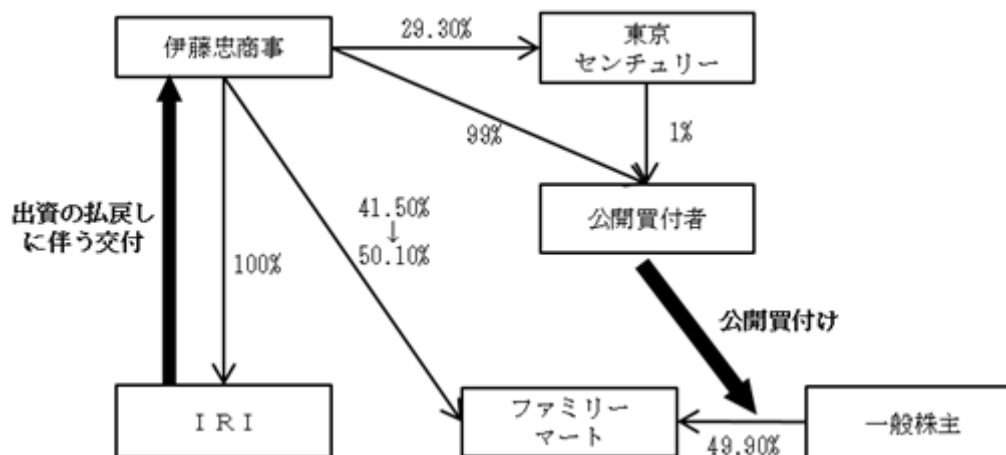 伊藤忠商事
29.30%
東京
センチュリー
99%
1%
出資の払戻し
に伴う交付
41.50%
↓
50.10%
公開買付者
100%
公開買付け
ＩＲＩ
ファミリー
マート
49.90%
一般株主